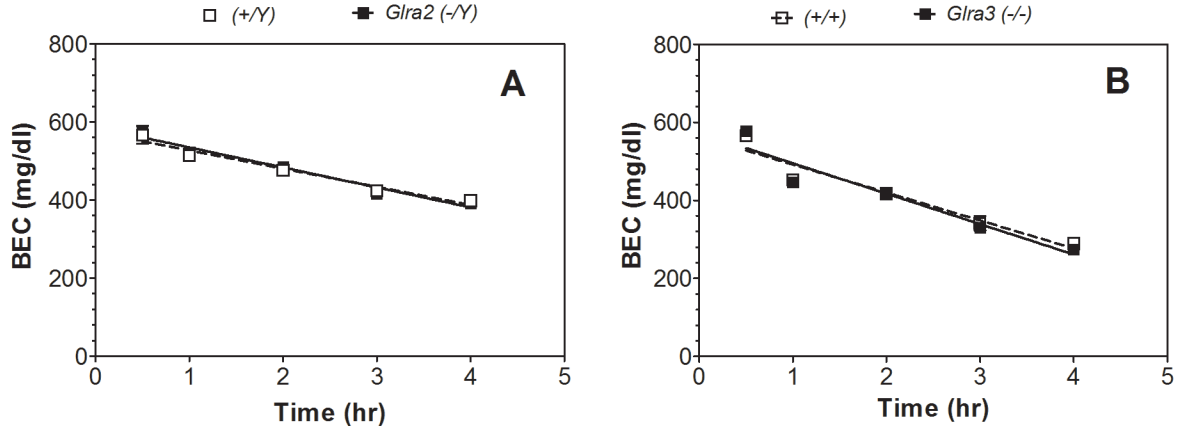 (+/Y) Glra2 (-/Y)
800
600
400
200
0
BEC (mg/dl)
A
0 1 2 3 4 5
Time (hr)
(+/+) Glra3 (-/-)
800
600
400
200
0
BEC (mg/dl)
B
0 1 2 3 4 5
Time (hr)